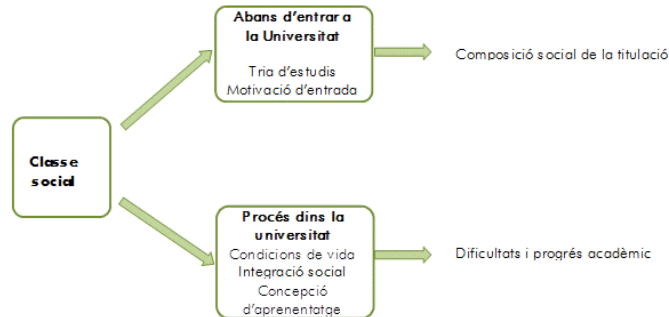 Abans d'entrar a
la Universitat
Tria d'estudis
Motivació d'entrada
Composició social de la titulació
Classe
social
Procés dins la
universitat
Condicions de vida
Integració social
Concepció
d'aprenentatge
Dificultats i progrés acadèmic